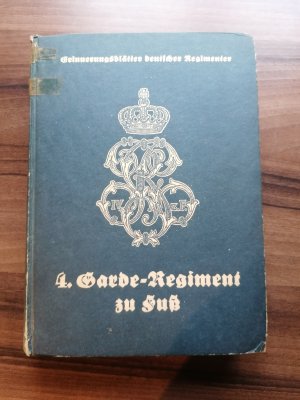 Erinnerungsblätter deutscher Regimenter
4. Garde-Regiment
zu Fuß